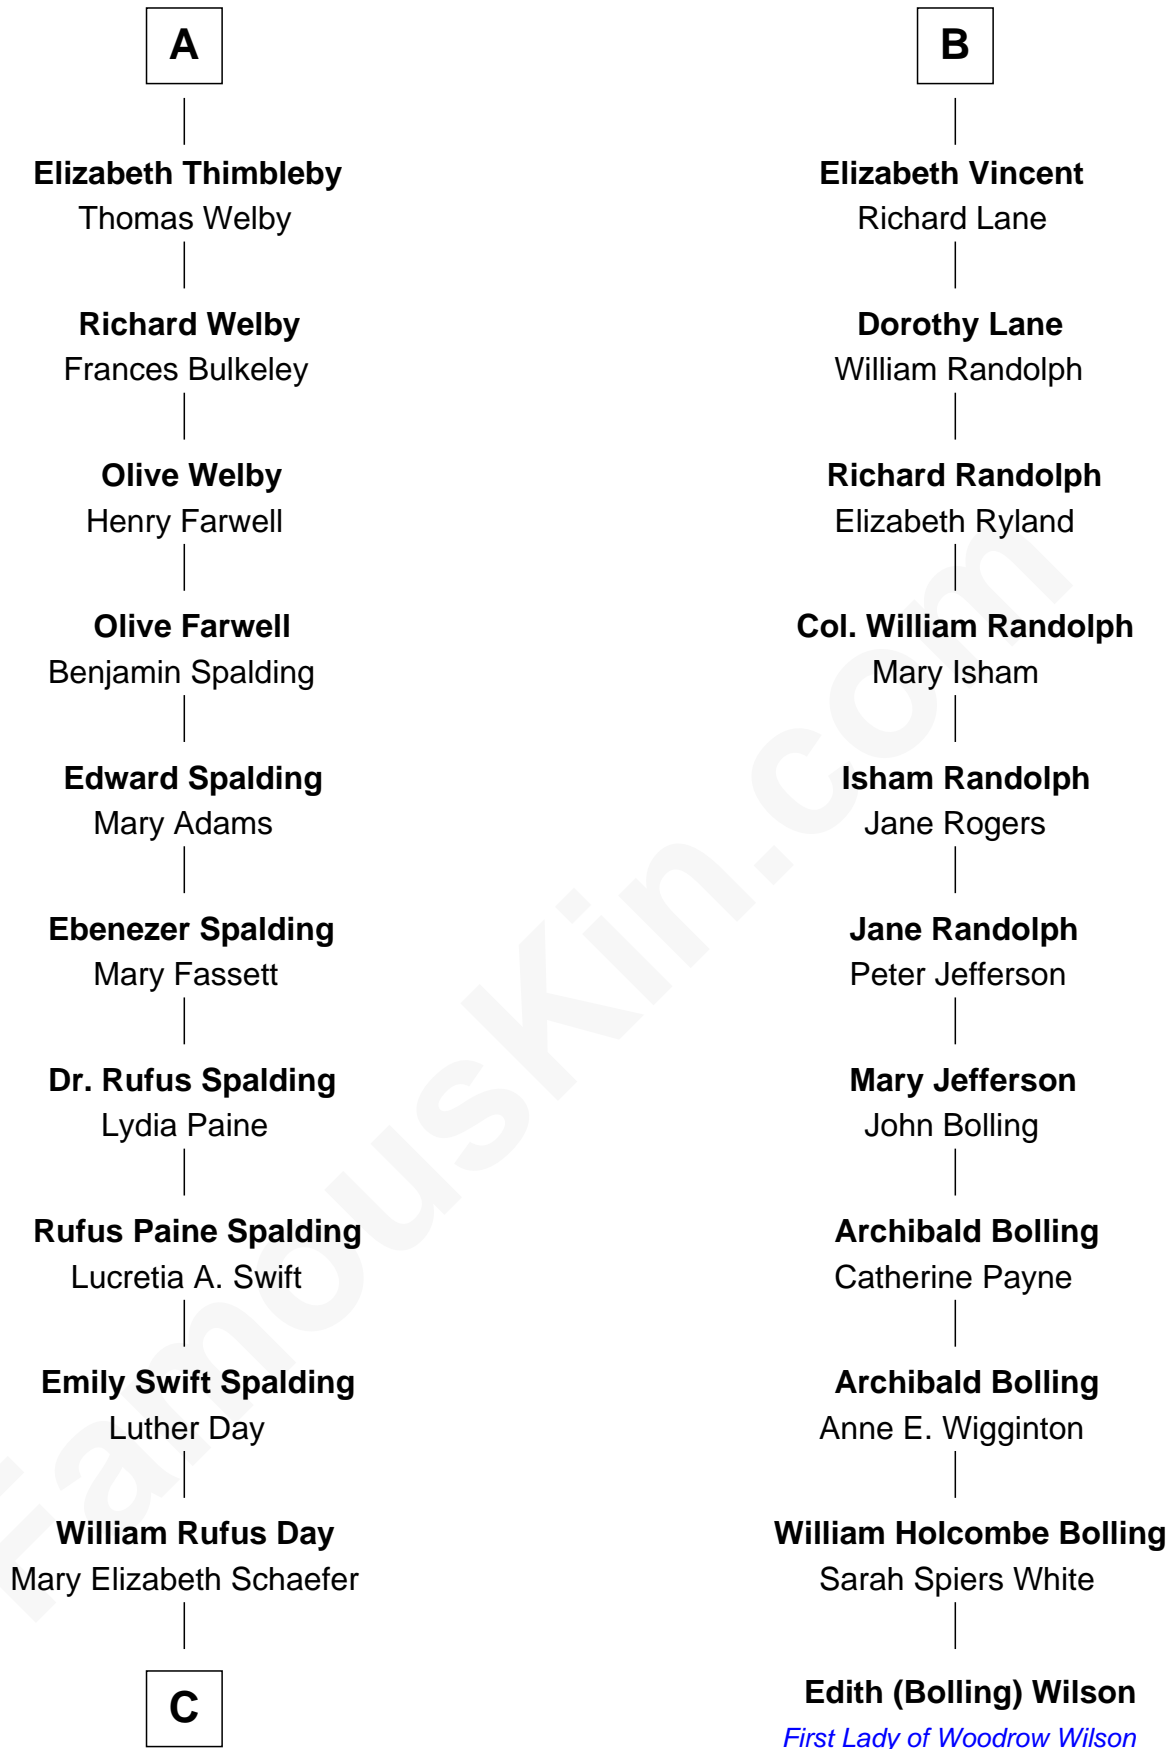 A
Elizabeth Thimbleby
Thomas Welby
Richard Welby
Frances Bulkeley
Olive Welby
Henry Farwell
Olive Farwell
Benjamin Spalding
Edward Spalding
Mary Adams
Ebenezer Spalding
Mary Fassett
Dr. Rufus Spalding
Lydia Paine
Rufus Paine Spalding
Lucretia A. Swift
Emily Swift Spalding
Luther Day
William Rufus Day
Mary Elizabeth Schaefer
C
B
Elizabeth Vincent
Richard Lane
Dorothy Lane
William Randolph
Richard Randolph
Elizabeth Ryland
Col. William Randolph
Mary Isham
Isham Randolph
Jane Rogers
Jane Randolph
Peter Jefferson
Mary Jefferson
John Bolling
Archibald Bolling
Catherine Payne
Archibald Bolling
Anne E. Wigginton
William Holcombe Bolling
Sarah Spiers White
Edith (Bolling) Wilson
First Lady of Woodrow Wilson
FamousKin.com